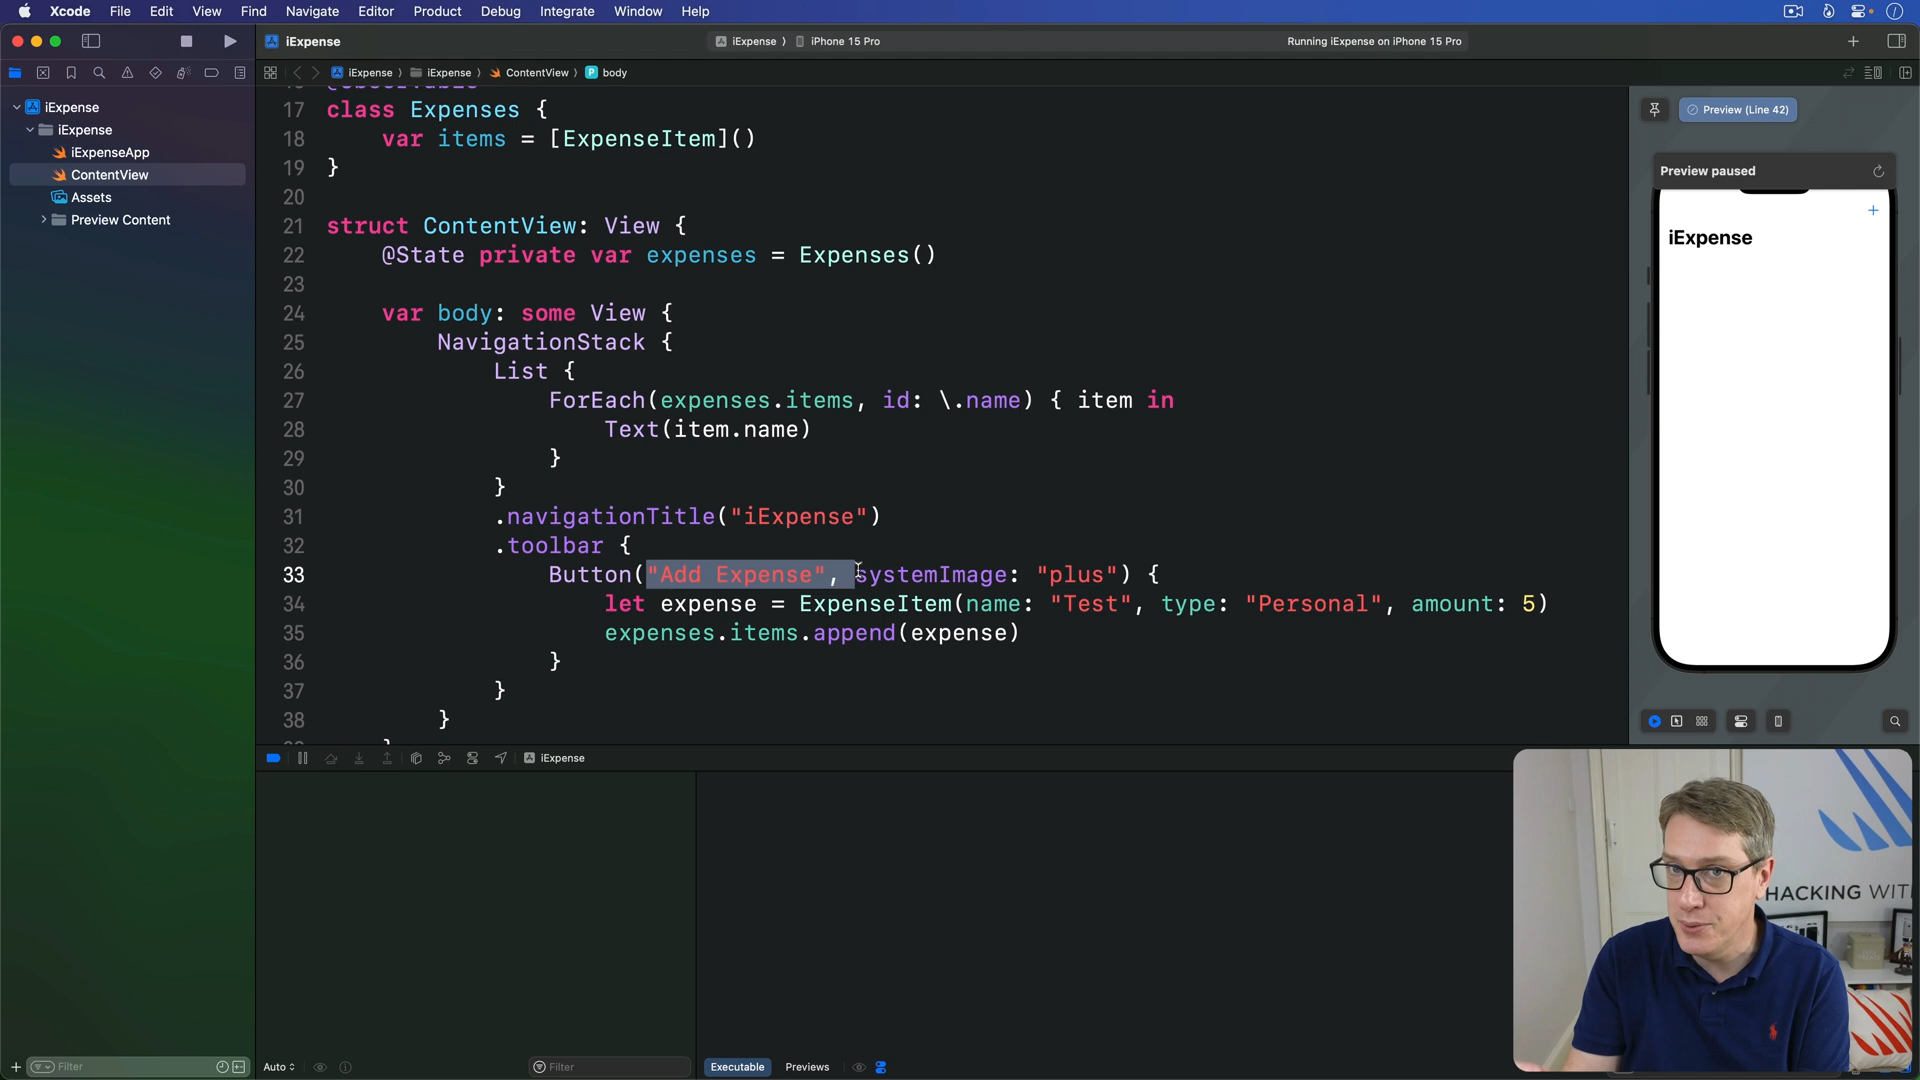 Xcode File Edit View Find Navigate Editor Product Debug Integrate Window Help
iExpense
iExpense 〉 iPhone 15 Pro
Running iExpense on iPhone 15 Pro
iExpense 〉 iExpense 〉 ContentView 〉 P body
iExpense
iExpense
iExpenseApp
ContentView
Assets
Preview Content
17 class Expenses {
18 var items = [ExpenseItem]()
19 }
20
21 struct ContentView: View {
22 @State private var expenses = Expenses()
23
24 var body: some View {
25 NavigationStack {
26 List {
27 ForEach(expenses.items, id: \.name) { item in
28 Text(item.name)
29 }
30 }
31 .navigationTitle("iExpense")
32 .toolbar {
33 Button("Add Expense", systemImage: "plus") {
34 let expense = ExpenseItem(name: "Test", type: "Personal", amount: 5)
35 expenses.items.append(expense)
36 }
37 }
38 }
Preview (Line 42)
Preview paused
iExpense
iExpense
HACKING WIT
Filter
Auto
Filter
Executable Previews